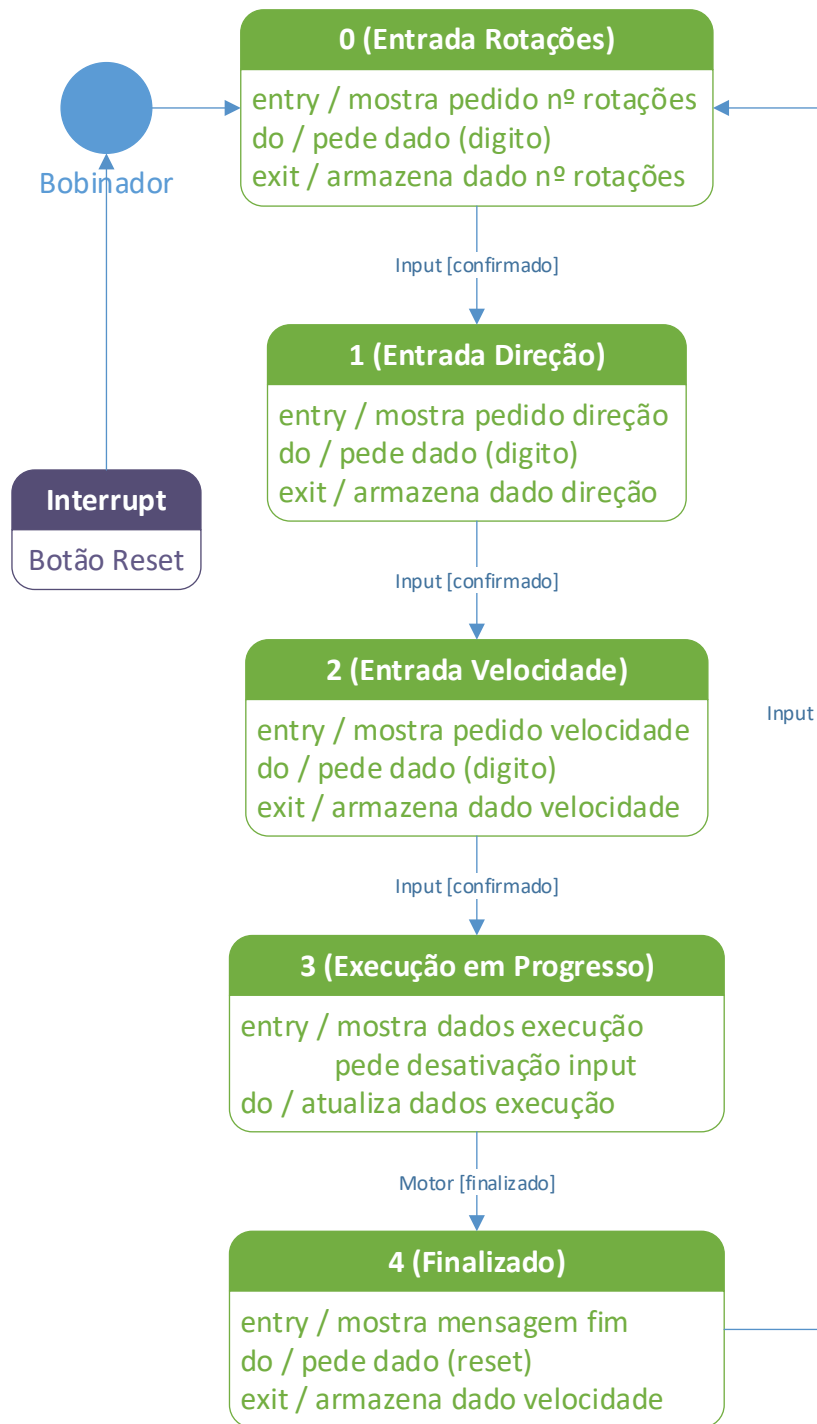 0 (Entrada Rotações)
entry / mostra pedido nº rotações
do / pede dado (digito)
exit / armazena dado nº rotações
Bobinador
Input [confirmado]
1 (Entrada Direção)
entry / mostra pedido direção
do / pede dado (digito)
exit / armazena dado direção
Interrupt
Botão Reset
Input [confirmado]
2 (Entrada Velocidade)
entry / mostra pedido velocidade
do / pede dado (digito)
exit / armazena dado velocidade
Input
Input [confirmado]
3 (Execução em Progresso)
entry / mostra dados execução
pede desativação input
do / atualiza dados execução
Motor [finalizado]
4 (Finalizado)
entry / mostra mensagem fim
do / pede dado (reset)
exit / armazena dado velocidade